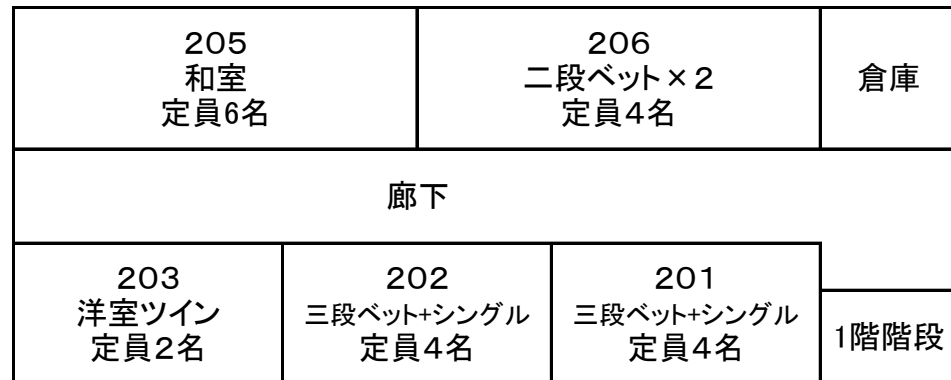 205
和室
定員6名
206
二段ベット×2
定員4名
倉庫
廊下
203
洋室ツイン
定員2名
202
三段ベット+シングル
定員4名
201
三段ベット+シングル
定員4名
1階階段